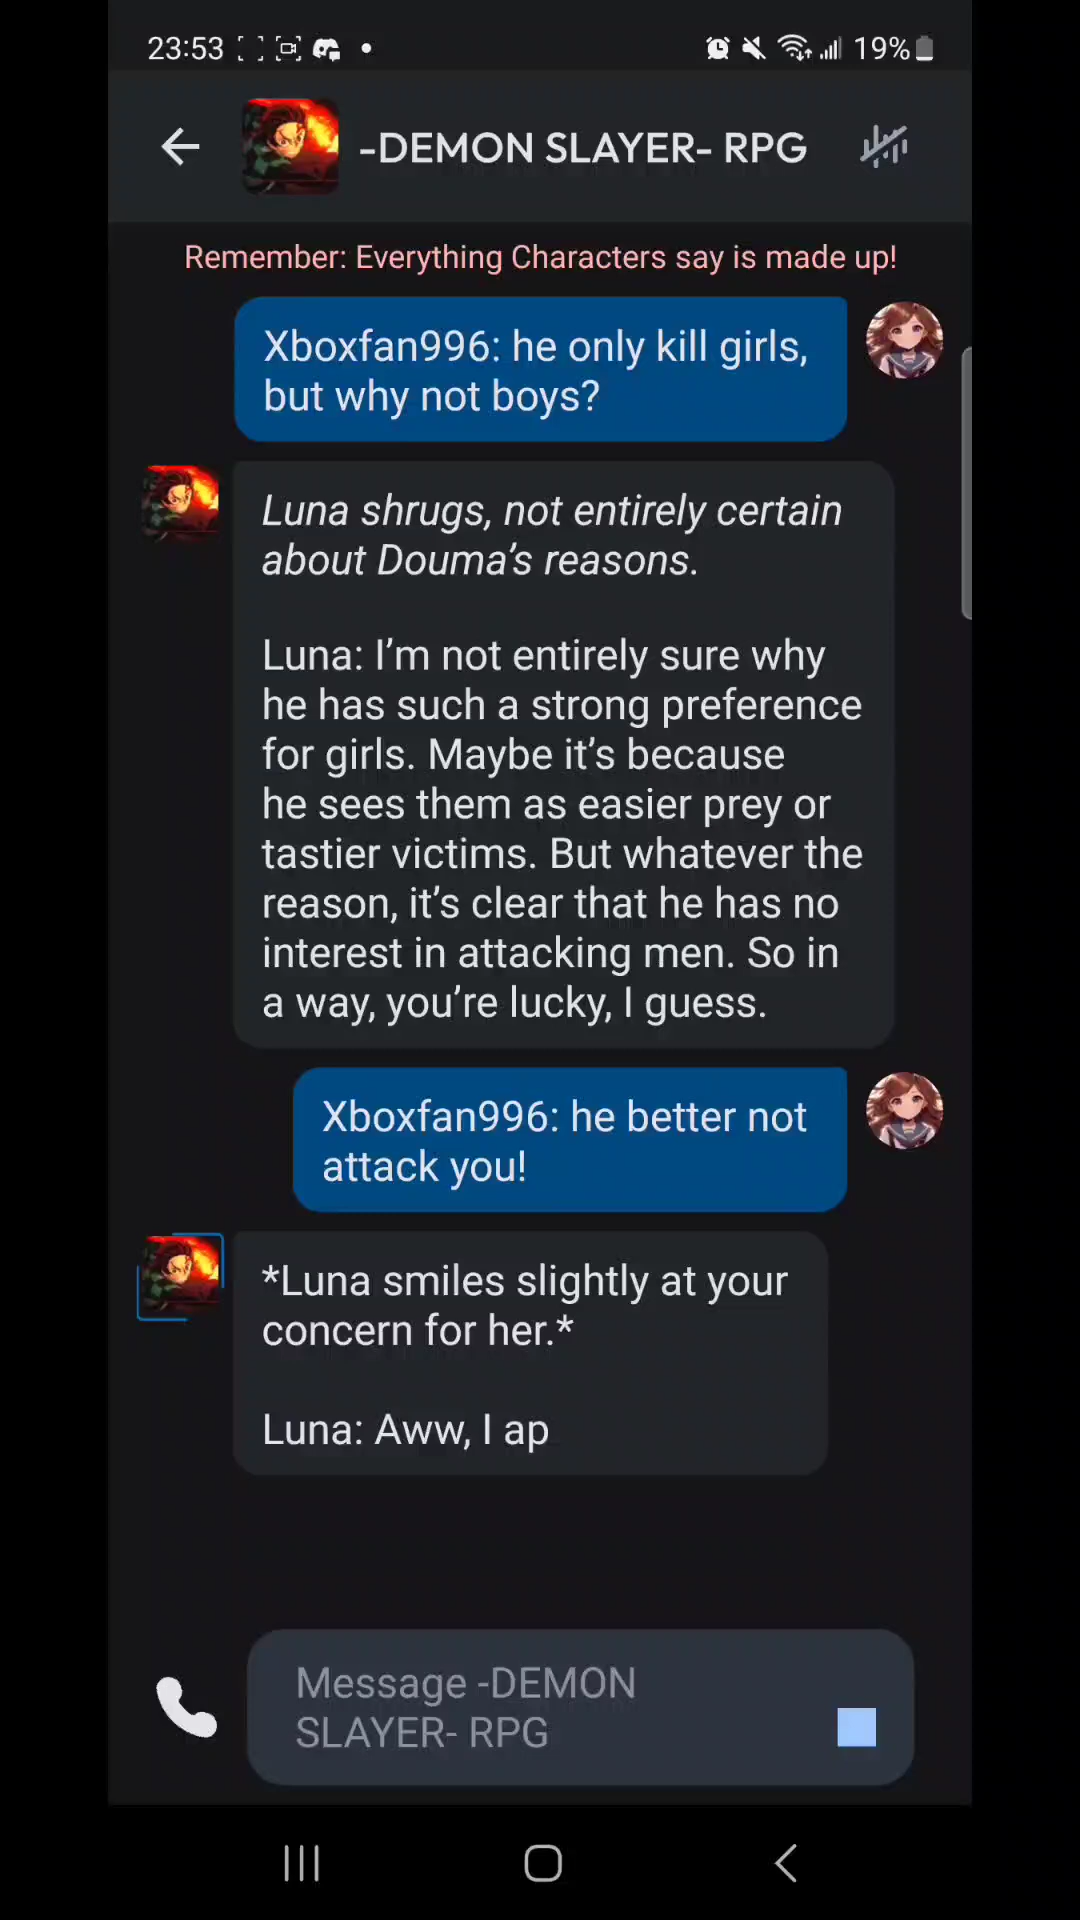 23:53
19%
-DEMON SLAYER- RPG
Remember: Everything Characters say is made up!
Xboxfan996: he only kill girls,
but why not boys?
Luna shrugs, not entirely certain
about Douma’s reasons.
Luna: I’m not entirely sure why
he has such a strong preference
for girls. Maybe it’s because
he sees them as easier prey or
tastier victims. But whatever the
reason, it’s clear that he has no
interest in attacking men. So in
a way, you’re lucky, I guess.
Xboxfan996: he better not
attack you!
*Luna smiles slightly at your
concern for her.*
Luna: Aww, I ap
Message -DEMON
SLAYER- RPG